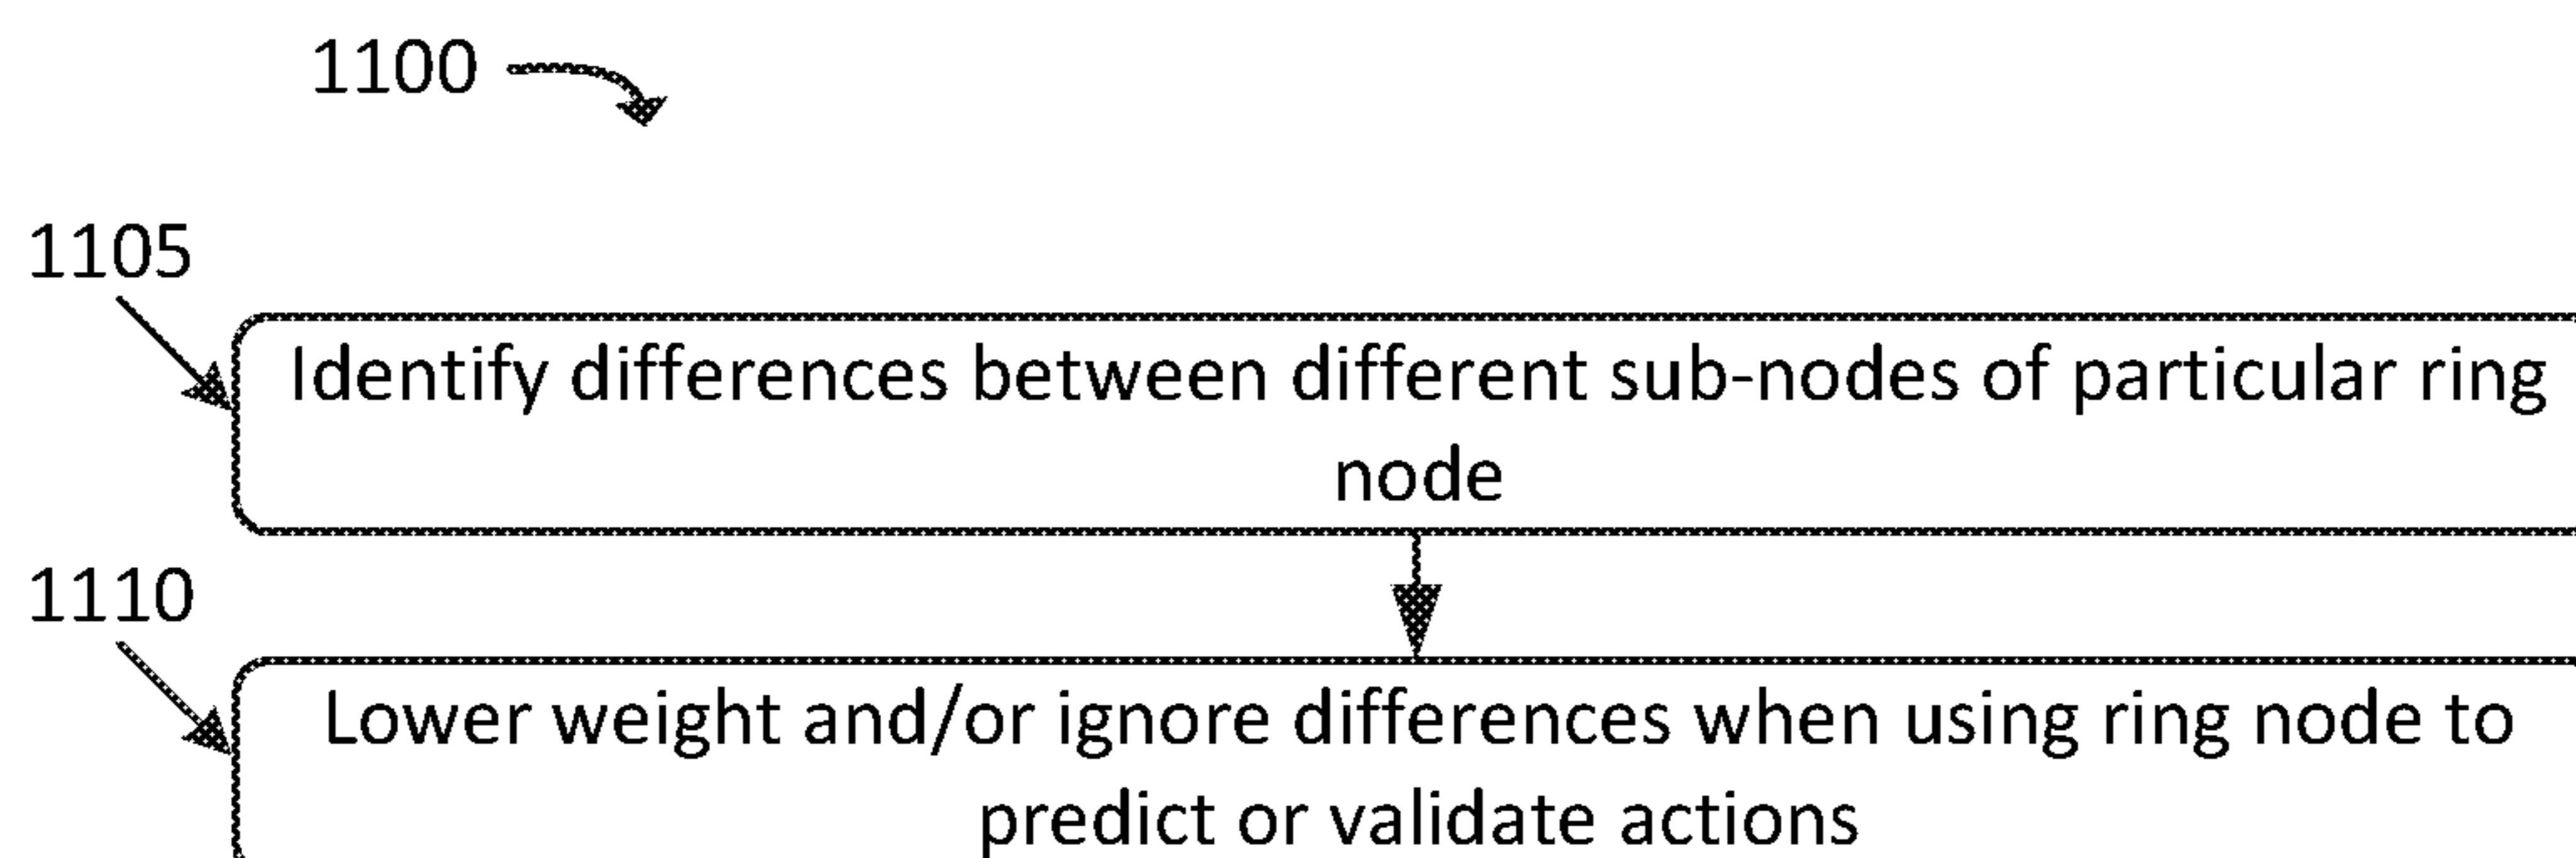 1100
1105
Identify differences between different sub-nodes of particular ring
node
1110
Lower weight and/or ignore differences when using ring node to
predict or validate actions